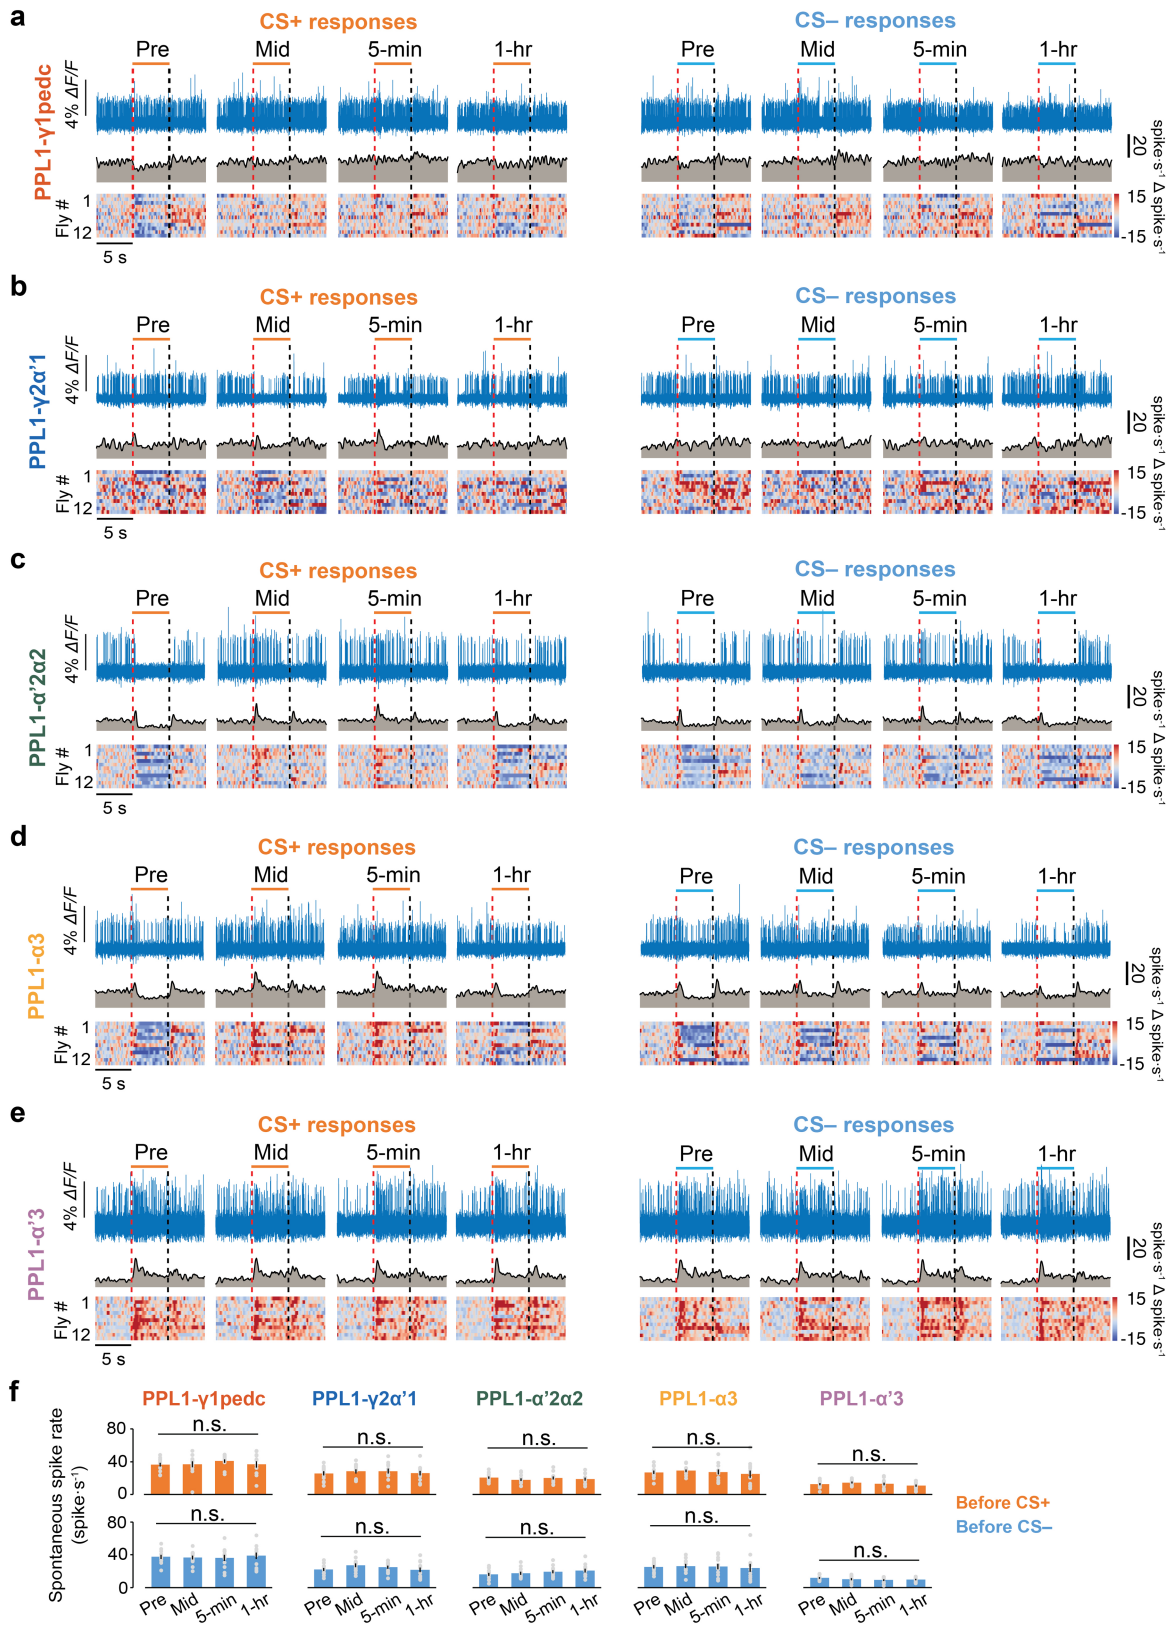 a
CS+ responses
CS– responses
Pre Mid 5-min 1-hr
Pre Mid 5-min 1-hr
PPL1-γ1pedc
4% ΔF/F
20
spike·s-1
Fly #
1
12
15
-15
Δ spike·s-1
5 s
b
CS+ responses
CS– responses
Pre Mid 5-min 1-hr
Pre Mid 5-min 1-hr
PPL1-γ2α’1
4% ΔF/F
20
spike·s-1
Fly #
1
12
15
-15
Δ spike·s-1
5 s
c
CS+ responses
CS– responses
Pre Mid 5-min 1-hr
Pre Mid 5-min 1-hr
PPL1-α’2α2
4% ΔF/F
20
spike·s-1
Fly #
1
12
15
-15
Δ spike·s-1
5 s
d
CS+ responses
CS– responses
Pre Mid 5-min 1-hr
Pre Mid 5-min 1-hr
PPL1-α3
4% ΔF/F
20
spike·s-1
Fly #
1
12
15
-15
Δ spike·s-1
5 s
e
CS+ responses
CS– responses
Pre Mid 5-min 1-hr
Pre Mid 5-min 1-hr
PPL1-α’3
4% ΔF/F
20
spike·s-1
Fly #
1
12
15
-15
Δ spike·s-1
5 s
f
PPL1-γ1pedc PPL1-γ2α’1 PPL1-α’2α2 PPL1-α3 PPL1-α’3
Spontaneous spike rate
(spike·s-1)
80
40
0
n.s. n.s. n.s. n.s. n.s.
80
40
0
n.s. n.s. n.s. n.s. n.s.
Before CS+
Before CS–
Pre Mid 5-min 1-hr Pre Mid 5-min 1-hr Pre Mid 5-min 1-hr Pre Mid 5-min 1-hr Pre Mid 5-min 1-hr